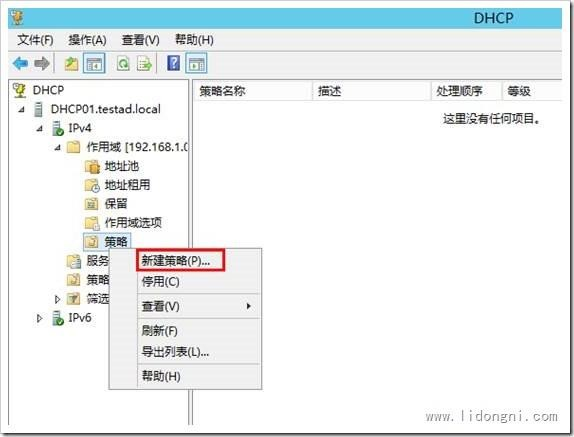 DHCP
文件(F) 操作(A) 查看(V) 帮助(H)
DHCP
DHCP01.testad.local
IPv4
作用域 [192.168.1.0
地址池
地址租用
保留
作用域选项
策略
服务
策略
筛选
IPv6
策略名称 描述 处理顺序 等级
这里没有任何项目。
新建策略(P)...
停用(C)
查看(V)
刷新(F)
导出列表(L)...
帮助(H)
www.lidongni.com